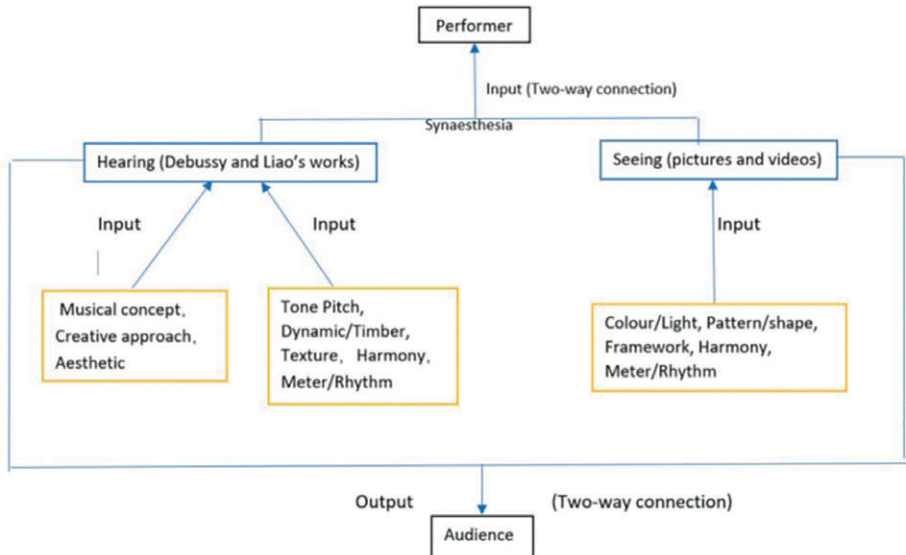 Performer
Input (Two-way connection)
Synaesthesia
Hearing (Debussy and Liao's works)
Seeing (pictures and videos)
Input
Input
Input
Musical concept、
Creative approach、
Aesthetic
Tone Pitch,
Dynamic/Timber,
Texture、 Harmony、
Meter/Rhythm
Colour/Light, Pattern/shape,
Framework, Harmony,
Meter/Rhythm
Output
(Two-way connection)
Audience